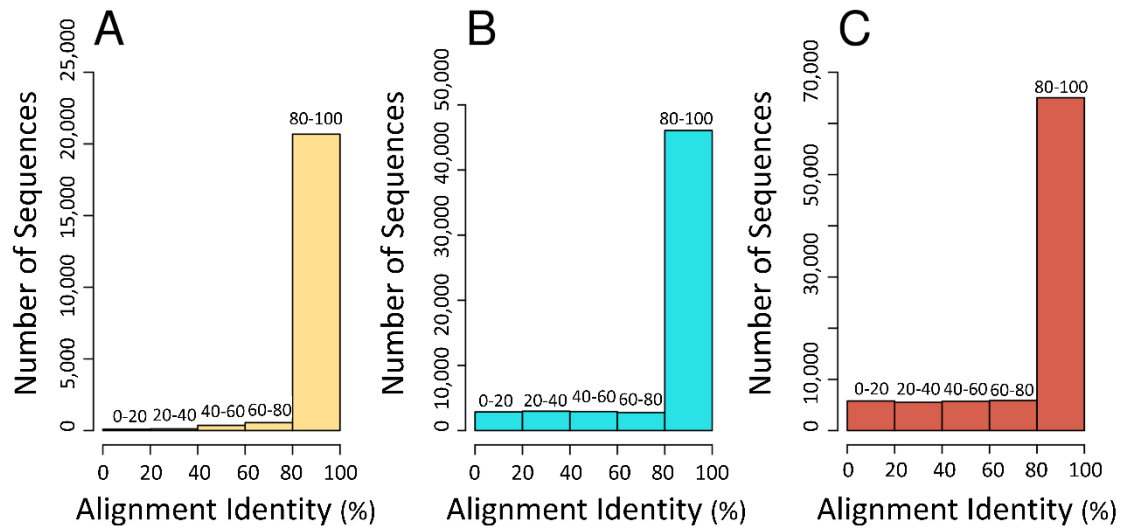 A
Number of Sequences
25,000
20,000
15,000
10,000
5,000
0
0-20
20-40
40-60
60-80
80-100
0 20 40 60 80 100
Alignment Identity (%)
B
Number of Sequences
50,000
40,000
30,000
20,000
10,000
0
0-20
20-40
40-60
60-80
80-100
0 20 40 60 80 100
Alignment Identity (%)
C
Number of Sequences
70,000
50,000
30,000
10,000
0
0-20
20-40
40-60
60-80
80-100
0 20 40 60 80 100
Alignment Identity (%)